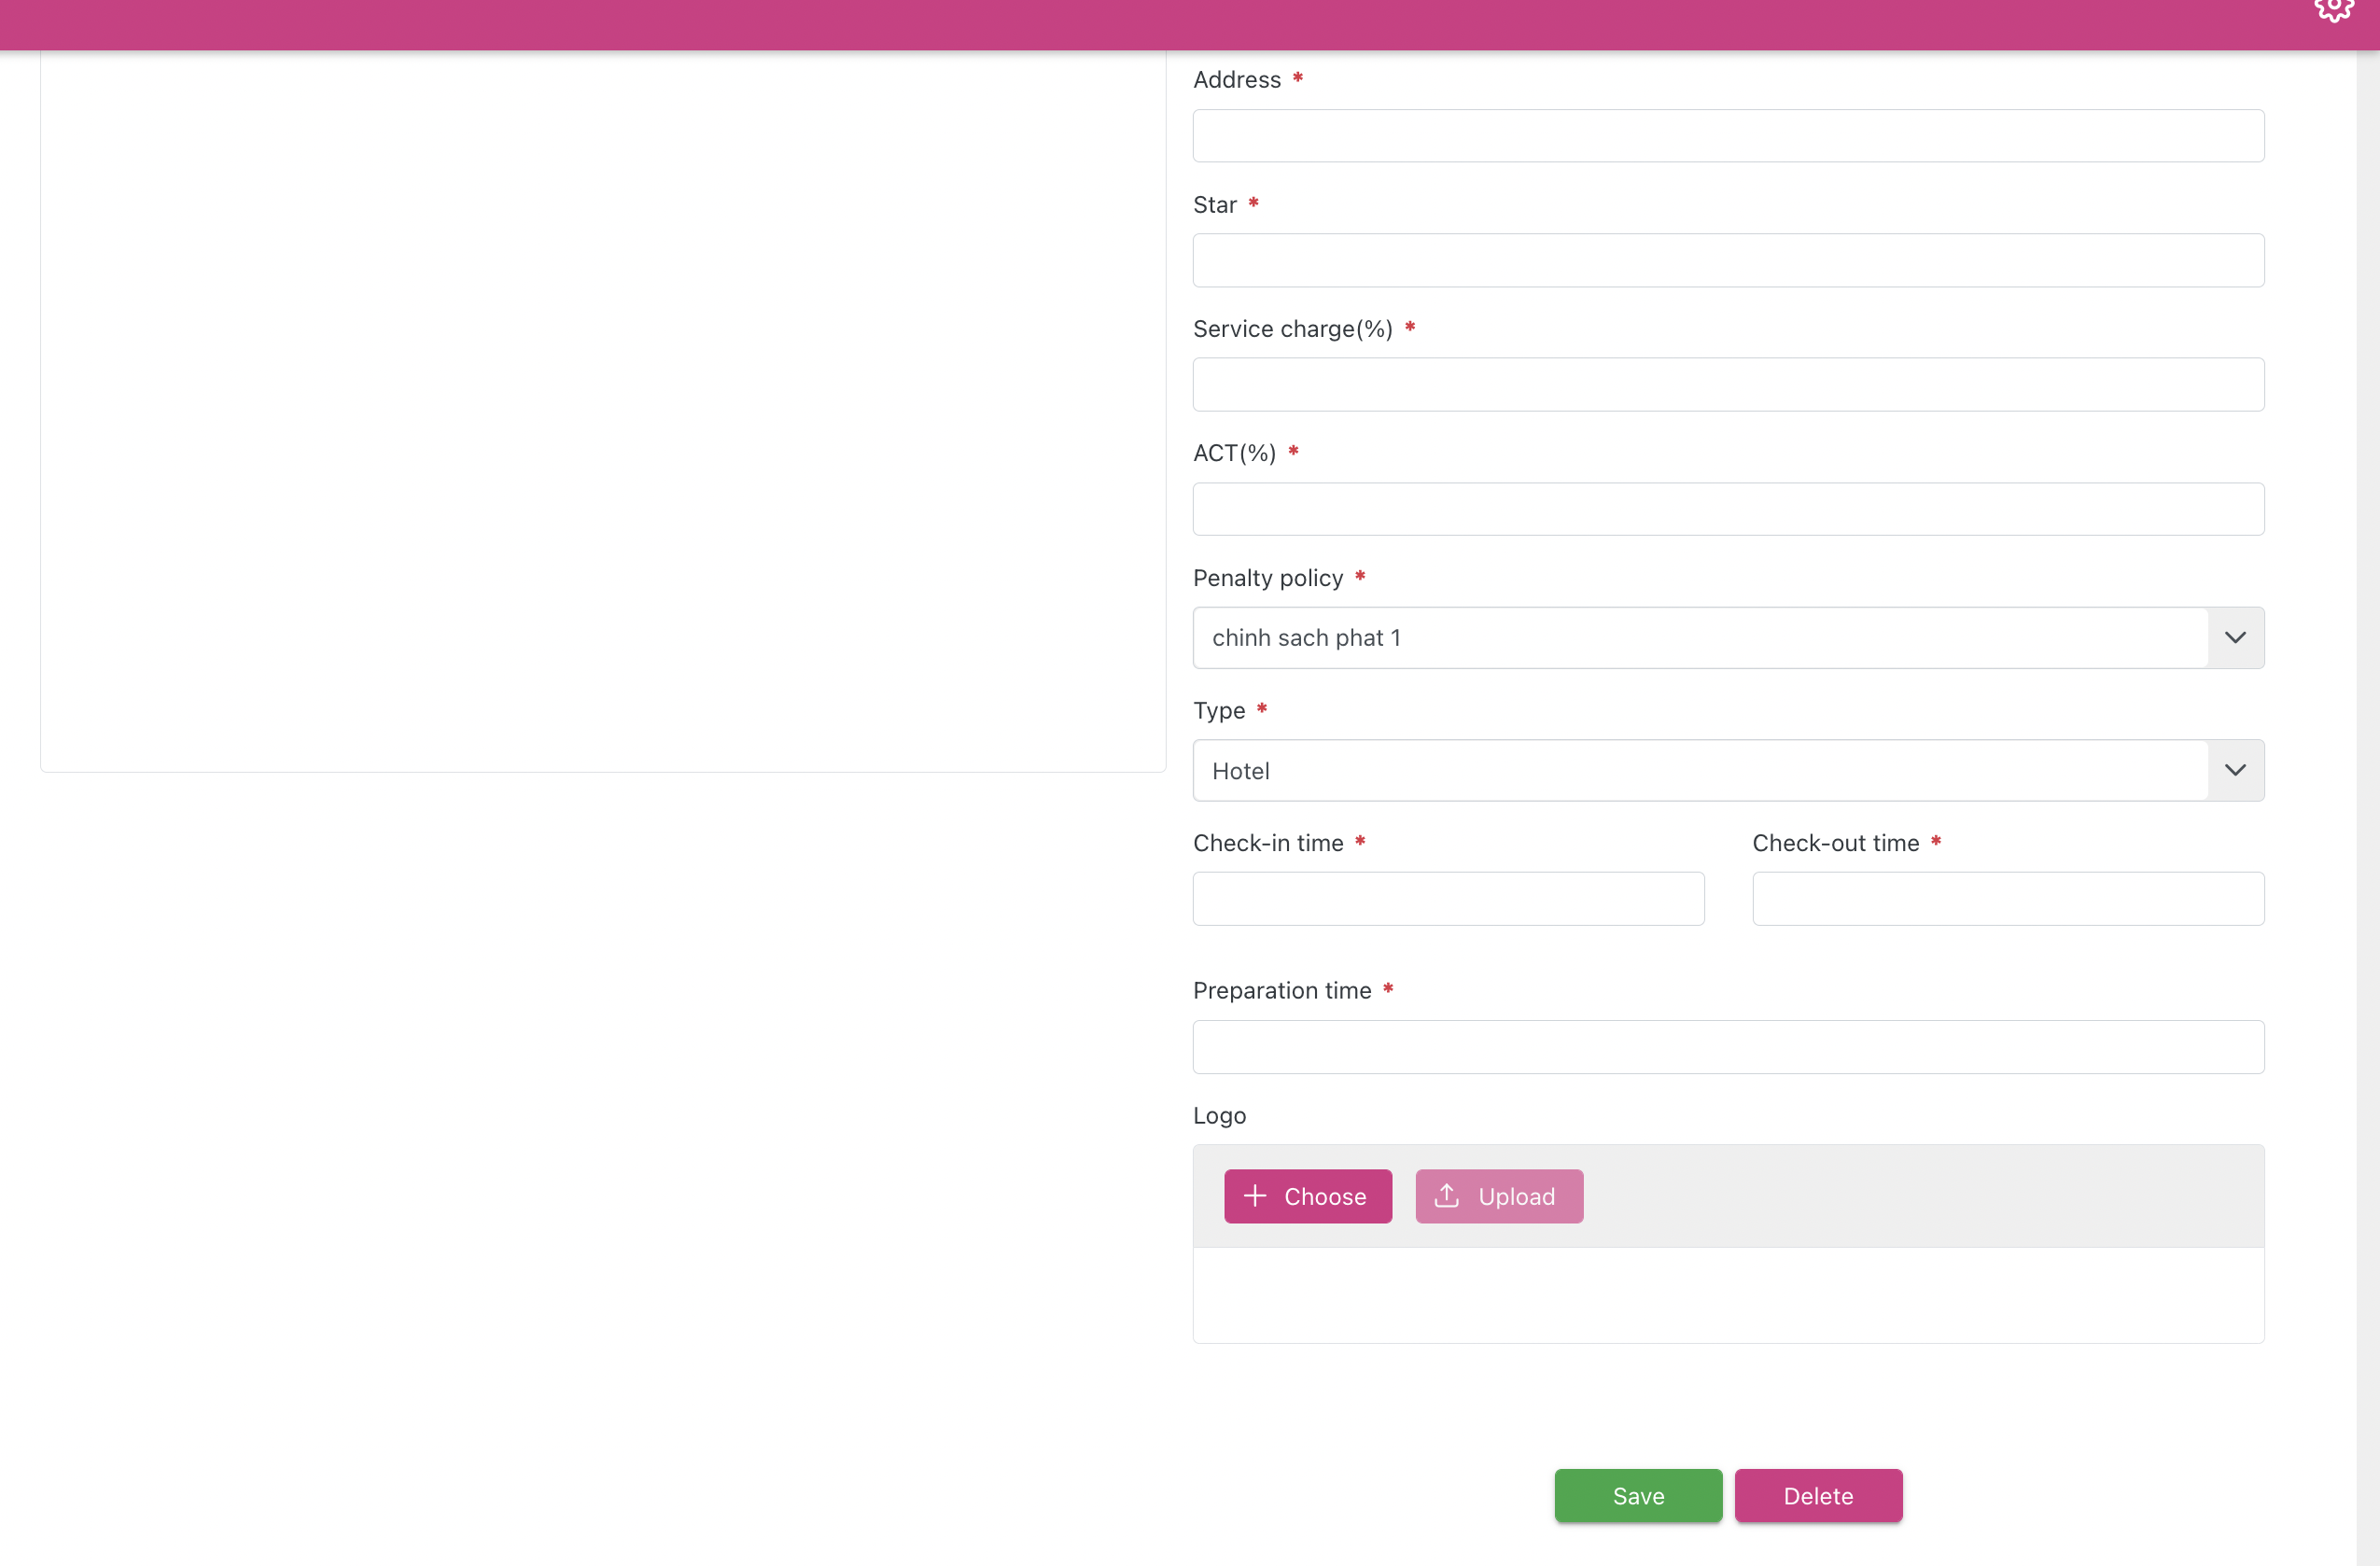 Address *
Star *
Service charge(%) *
ACT(%) *
Penalty policy *
chinh sach phat 1
Type *
Hotel
Check-in time * Check-out time *
Preparation time *
Logo
Choose Upload
Save Delete